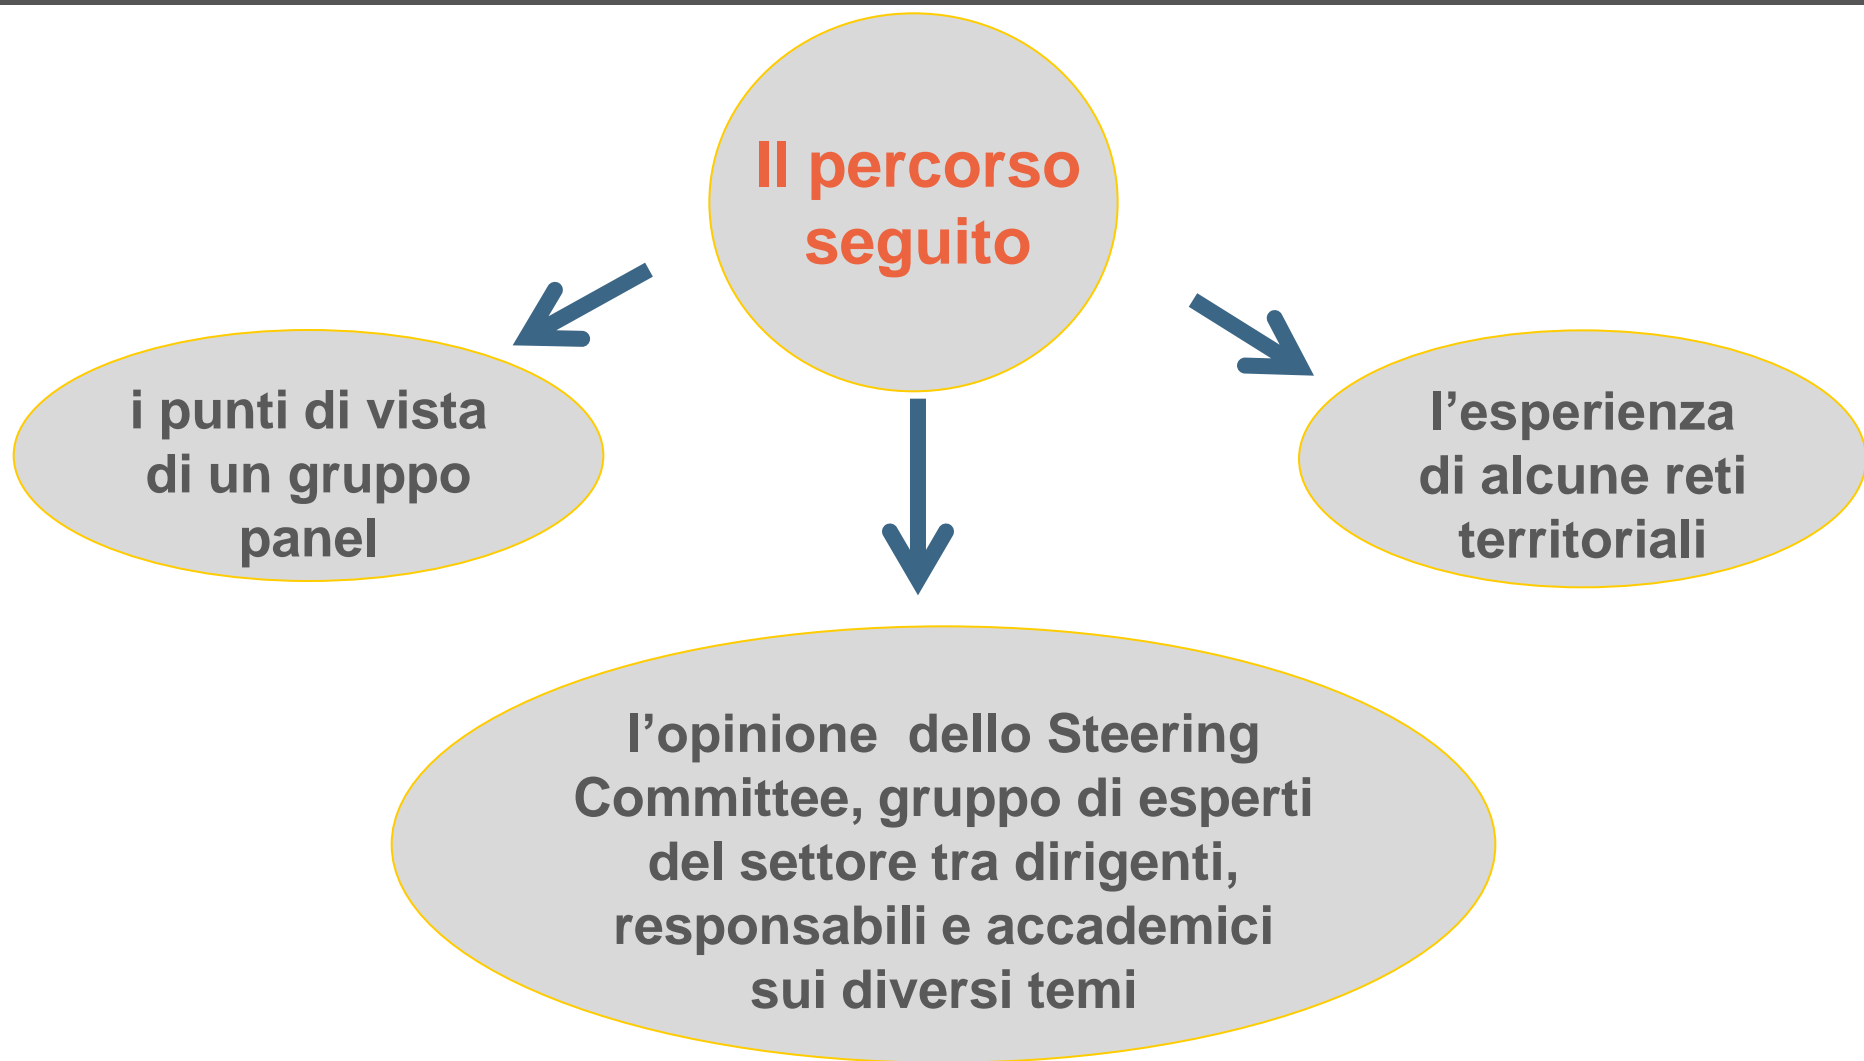 Il percorso
seguito
i punti di vista
di un gruppo
panel
l’esperienza
di alcune reti
territoriali
l’opinione  dello Steering
Committee, gruppo di esperti
del settore tra dirigenti,
responsabili e accademici
sui diversi temi